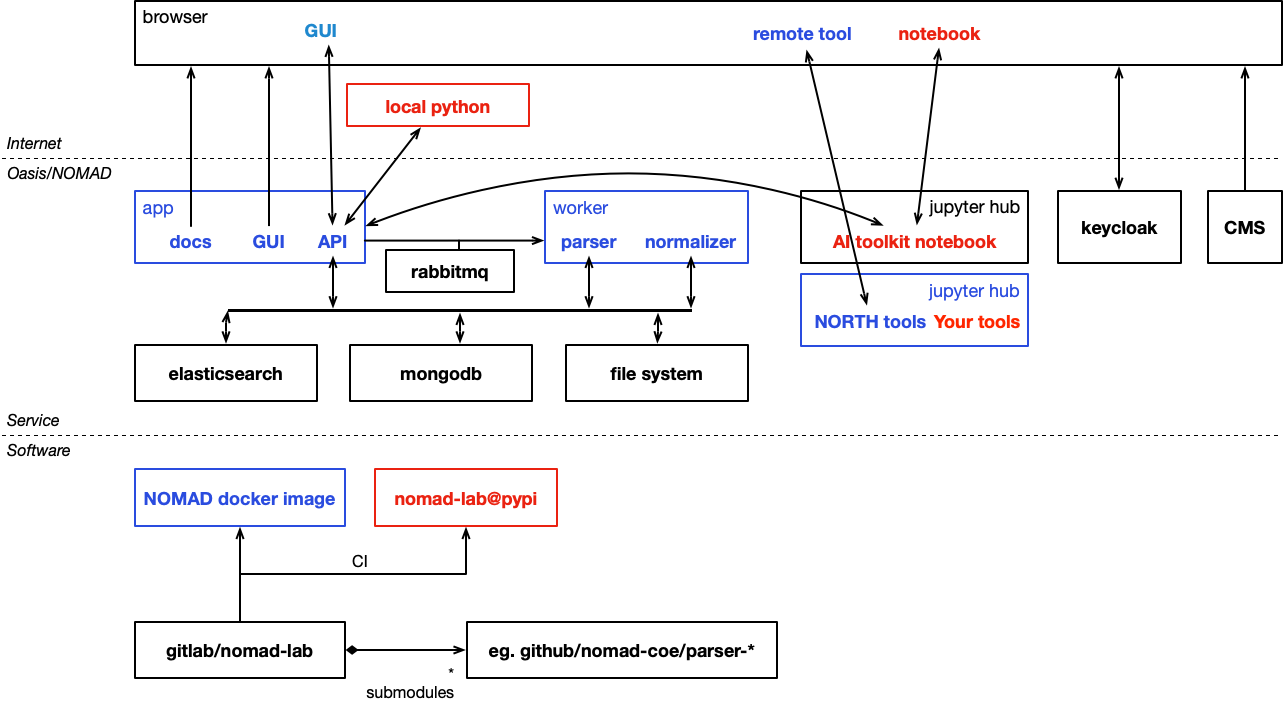 browser
GUI
remote tool
notebook
local python
Internet
Oasis/NOMAD
app
docs
GUI
API
rabbitmq
worker
parser
normalizer
jupyter hub
AI toolkit notebook
jupyter hub
NORTH tools
Your tools
keycloak
CMS
elasticsearch
mongodb
file system
Service
Software
NOMAD docker image
nomad-lab@pypi
CI
gitlab/nomad-lab
eg. github/nomad-coe/parser-*
*
submodules